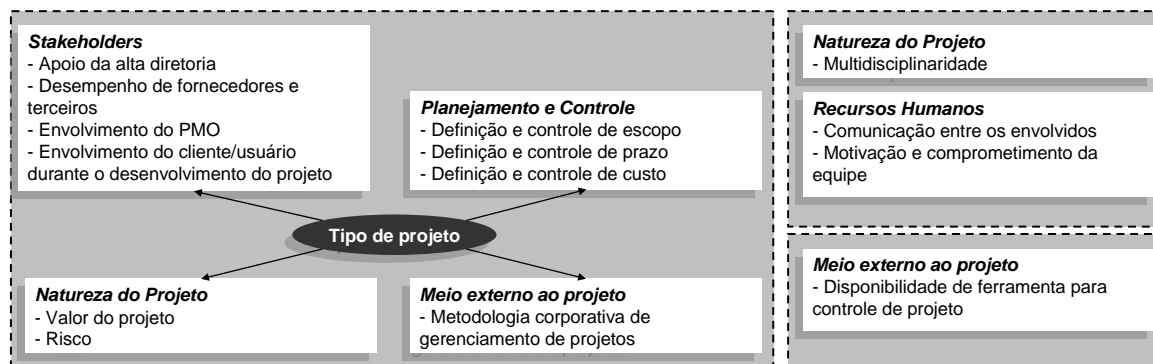 Stakeholders
- Apoio da alta diretoria
- Desempenho de fornecedores e
terceiros
- Envolvimento do PMO
- Envolvimento do cliente/usuário
durante o desenvolvimento do projeto
Planejamento e Controle
- Definição e controle de escopo
- Definição e controle de prazo
- Definição e controle de custo
Tipo de projeto
Natureza do Projeto
- Valor do projeto
- Risco
Meio externo ao projeto
- Metodologia corporativa de
gerenciamento de projetos
Natureza do Projeto
- Multidisciplinaridade
Recursos Humanos
- Comunicação entre os envolvidos
- Motivação e comprometimento da
equipe
Meio externo ao projeto
- Disponibilidade de ferramenta para
controle de projeto